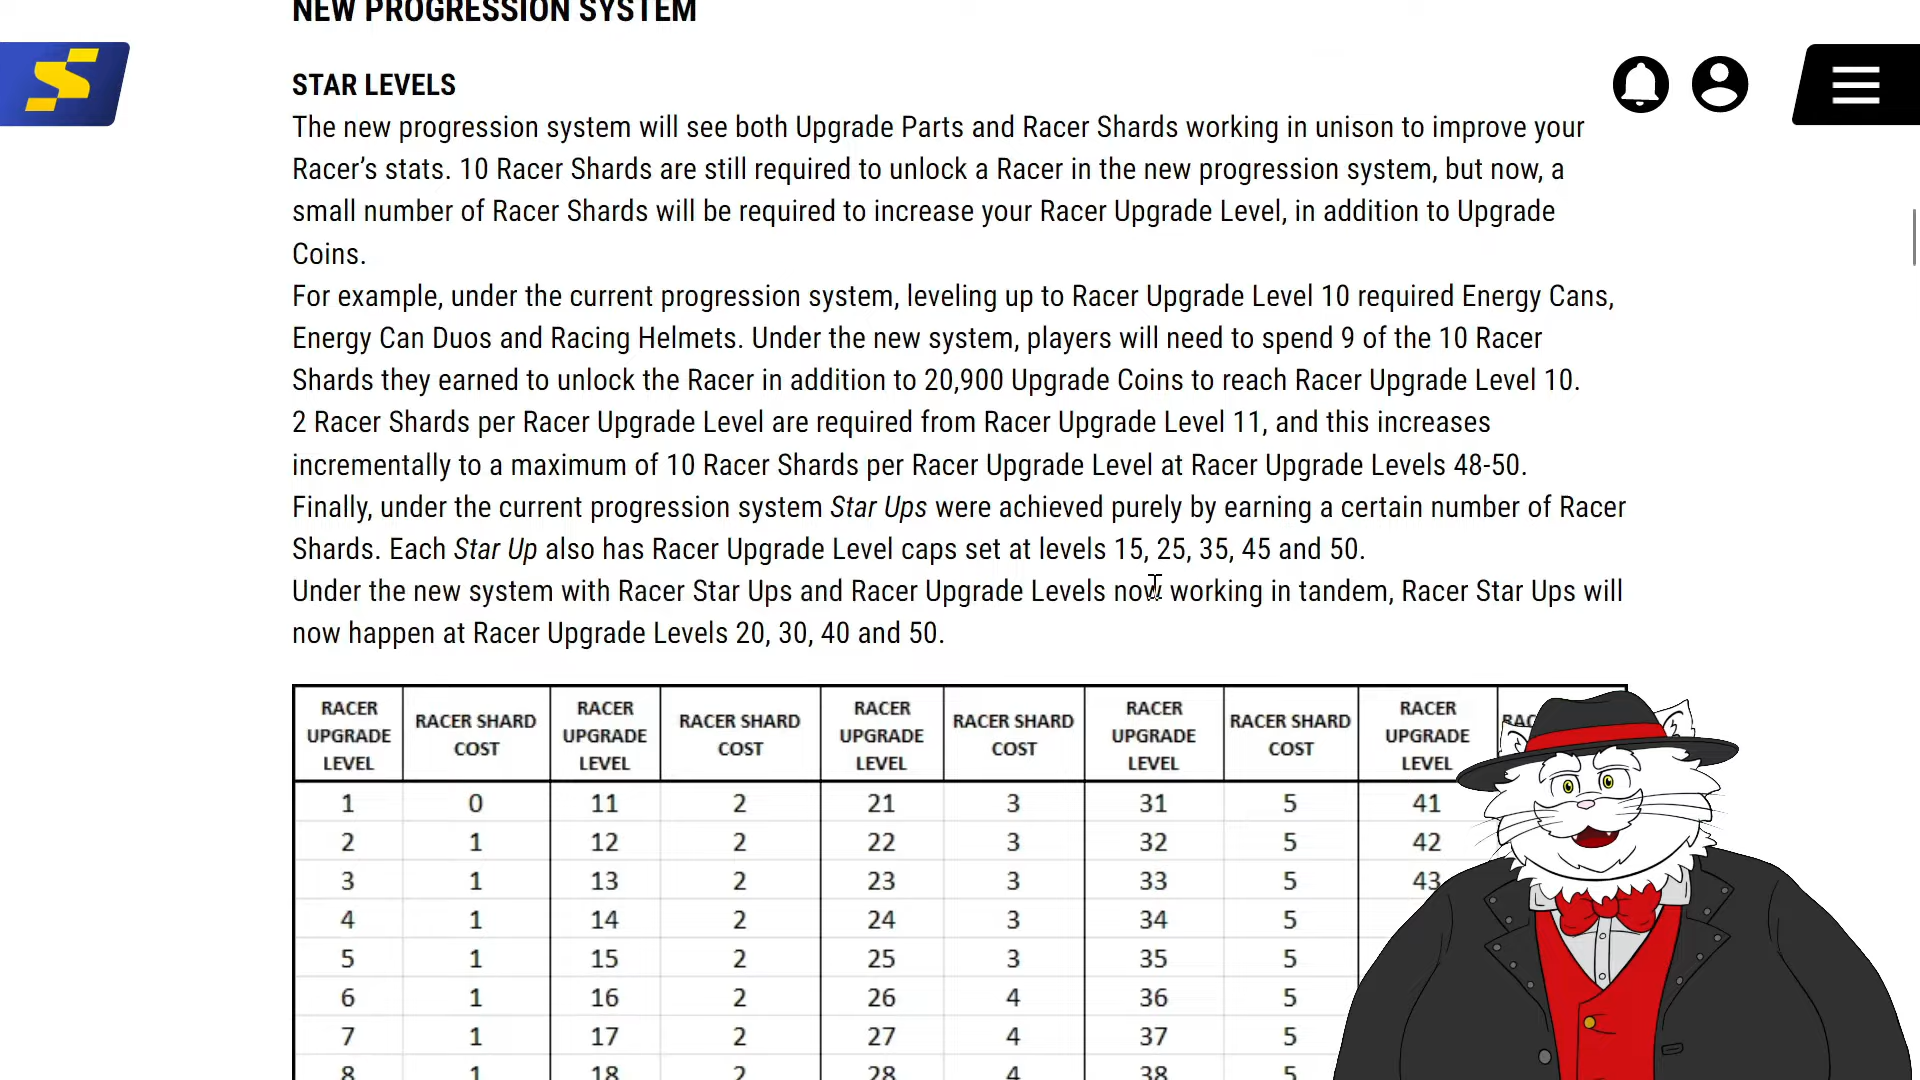 NEW PROGRESSION SYSTEM
S
STAR LEVELS
The new progression system will see both Upgrade Parts and Racer Shards working in unison to improve your
Racer’s stats. 10 Racer Shards are still required to unlock a Racer in the new progression system, but now, a
small number of Racer Shards will be required to increase your Racer Upgrade Level, in addition to Upgrade
Coins.
For example, under the current progression system, leveling up to Racer Upgrade Level 10 required Energy Cans,
Energy Can Duos and Racing Helmets. Under the new system, players will need to spend 9 of the 10 Racer
Shards they earned to unlock the Racer in addition to 20,900 Upgrade Coins to reach Racer Upgrade Level 10.
2 Racer Shards per Racer Upgrade Level are required from Racer Upgrade Level 11, and this increases
incrementally to a maximum of 10 Racer Shards per Racer Upgrade Level at Racer Upgrade Levels 48-50.
Finally, under the current progression system Star Ups were achieved purely by earning a certain number of Racer
Shards. Each Star Up also has Racer Upgrade Level caps set at levels 15, 25, 35, 45 and 50.
Under the new system with Racer Star Ups and Racer Upgrade Levels now working in tandem, Racer Star Ups will
now happen at Racer Upgrade Levels 20, 30, 40 and 50.
RACER UPGRADE LEVEL RACER SHARD COST RACER UPGRADE LEVEL RACER SHARD COST RACER UPGRADE LEVEL RACER SHARD COST RACER UPGRADE LEVEL RACER SHARD COST RACER UPGRADE LEVEL
1 0 11 2 21 3 31 5 41
2 1 12 2 22 3 32 5 42
3 1 13 2 23 3 33 5 43
4 1 14 2 24 3 34 5
5 1 15 2 25 3 35 5
6 1 16 2 26 4 36 5
7 1 17 2 27 4 37 5
8 1 18 2 28 4 38 5